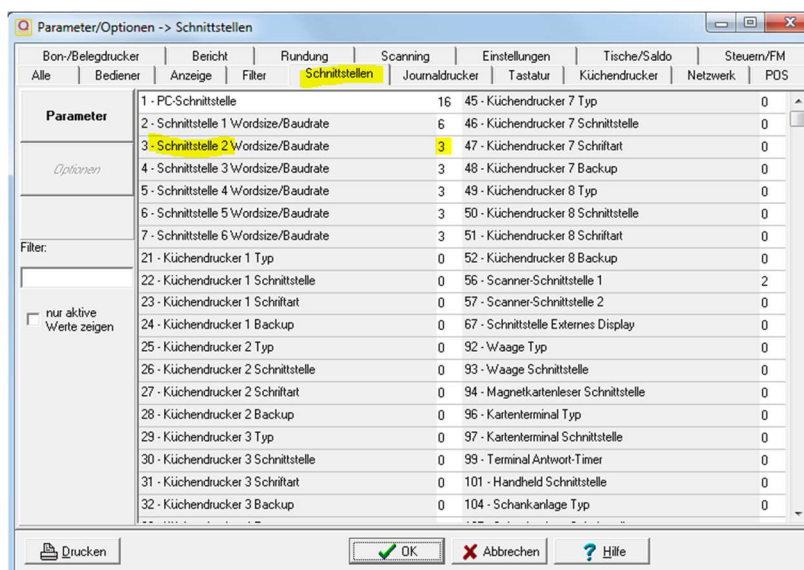 Parameter/Optionen -> Schnittstellen
Bon-/Belegdrucker Bericht Rundung Scanning Einstellungen Tische/Saldo Steuern/FM
Alle Bediener Anzeige Filter Schnittstellen Journaldrucker Tastatur Küchendrucker Netzwerk POS
Parameter
Optionen
Filter:
nur aktive
Werte zeigen
1 - PC-Schnittstelle 16
2 - Schnittstelle 1 Wordsize/Baudrate 6
3 - Schnittstelle 2 Wordsize/Baudrate 3
4 - Schnittstelle 3 Wordsize/Baudrate 3
5 - Schnittstelle 4 Wordsize/Baudrate 3
6 - Schnittstelle 5 Wordsize/Baudrate 3
7 - Schnittstelle 6 Wordsize/Baudrate 3
21 - Küchendrucker 1 Typ 0
22 - Küchendrucker 1 Schnittstelle 0
23 - Küchendrucker 1 Schriftart 0
24 - Küchendrucker 1 Backup 0
25 - Küchendrucker 2 Typ 0
26 - Küchendrucker 2 Schnittstelle 0
27 - Küchendrucker 2 Schriftart 0
28 - Küchendrucker 2 Backup 0
29 - Küchendrucker 3 Typ 0
30 - Küchendrucker 3 Schnittstelle 0
31 - Küchendrucker 3 Schriftart 0
32 - Küchendrucker 3 Backup 0
45 - Küchendrucker 7 Typ 0
46 - Küchendrucker 7 Schnittstelle 0
47 - Küchendrucker 7 Schriftart 0
48 - Küchendrucker 7 Backup 0
49 - Küchendrucker 8 Typ 0
50 - Küchendrucker 8 Schnittstelle 0
51 - Küchendrucker 8 Schriftart 0
52 - Küchendrucker 8 Backup 0
56 - Scanner-Schnittstelle 1 2
57 - Scanner-Schnittstelle 2 0
67 - Schnittstelle Externes Display 0
92 - Waage Typ 0
93 - Waage Schnittstelle 0
94 - Magnetkartenleser Schnittstelle 0
96 - Kartenterminal Typ 0
97 - Kartenterminal Schnittstelle 0
99 - Terminal Antwort-Timer 0
101 - Handheld Schnittstelle 0
104 - Schankanlage Typ 0
Drucken OK Abbrechen Hilfe